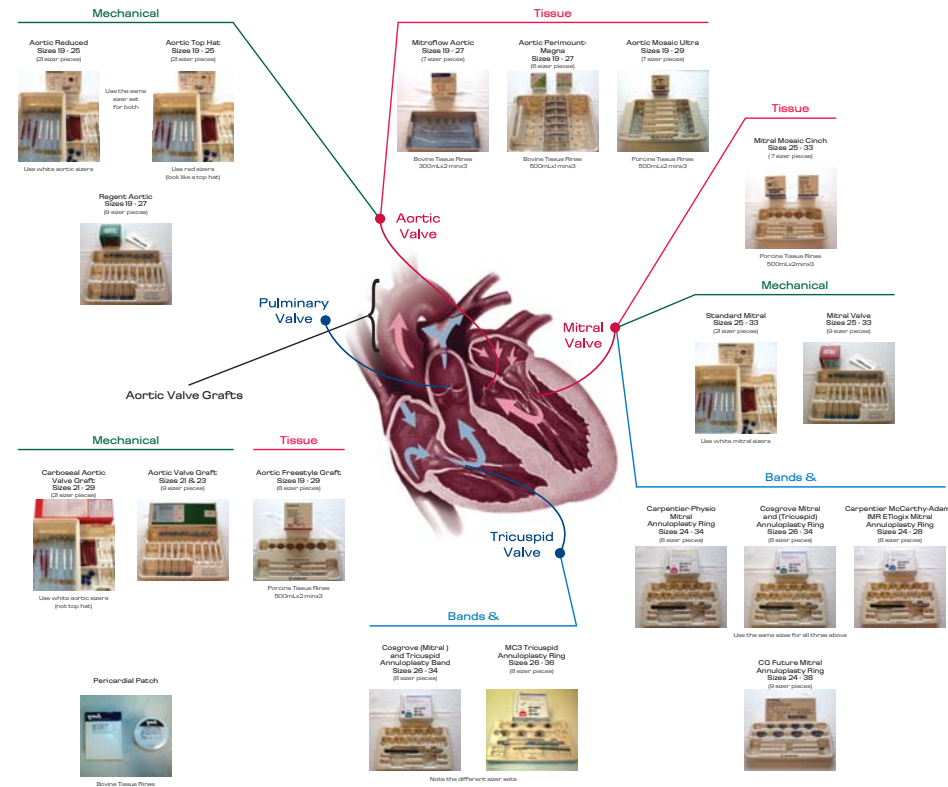 Mechanical
Aortic Reduced
Sizes 19 - 25
(21 sizer pieces)
Use the same
sizer set
for both
Aortic Top Hat
Sizes 19 - 25
(21 sizer pieces)
Use white aortic sizers
Use red sizers
(look like a top hat)
Regent Aortic
Sizes 19 - 27
(9 sizer pieces)
Tissue
Mitroflow Aortic
Sizes 19 - 27
(7 sizer pieces)
Bovine Tissue Rinse
300mLx2 minx3
Aortic Perimount-
Magna
Sizes 19 - 27
(6 sizer pieces)
Bovine Tissue Rinse
500mLx1 minx3
Aortic Mosaic Ultra
Sizes 19 - 29
(7 sizer pieces)
Porcine Tissue Rinse
500mLx2 minx3
Tissue
Mitral Mosaic Cinch
Sizes 25 - 33
( 7 sizer pieces)
Porcine Tissue Rinse
500mLx2minx3
Aortic
Valve
Pulminary
Valve
Mitral
Valve
Aortic Valve Grafts
Mechanical
Standard Mitral
Sizes 25 - 33
(21 sizer pieces)
Use white mitral sizers
Mitral Valve
Sizes 25 - 33
(9 sizer pieces)
Mechanical
Carboseal Aortic
Valve Graft
Sizes 21 - 29
(21 sizer pieces)
Use white aortic sizers
(not top hat)
Aortic Valve Graft
Sizes 21 & 23
(9 sizer pieces)
Tissue
Aortic Freestyle Graft
Sizes 19 - 29
(8 sizer pieces)
Porcine Tissue Rinse
500mLx2 minx3
Tricuspid
Valve
Bands &
Carpentier-Physio
Mitral
Annuloplasty Ring
Sizes 24 - 34
(8 sizer pieces)
Cosgrove Mitral
and (Tricuspid)
Annuloplasty Ring
Sizes 26 - 34
(8 sizer pieces)
Carpentier McCarthy-Adam
IMR ETlogix Mitral
Annuloplasty Ring
Sizes 24 - 28
(8 sizer pieces)
Use the same sizes for all three above
CG Future Mitral
Annuloplasty Ring
Sizes 24 - 38
(9 sizer pieces)
Bands &
Cosgrove (Mitral )
and Tricuspid
Annuloplasty Band
Sizes 26 - 34
(8 sizer pieces)
MC3 Tricuspid
Annuloplasty Ring
Sizes 26 - 36
(6 sizer pieces)
Note the different sizer sets
Pericardial Patch
Bovine Tissue Rinse